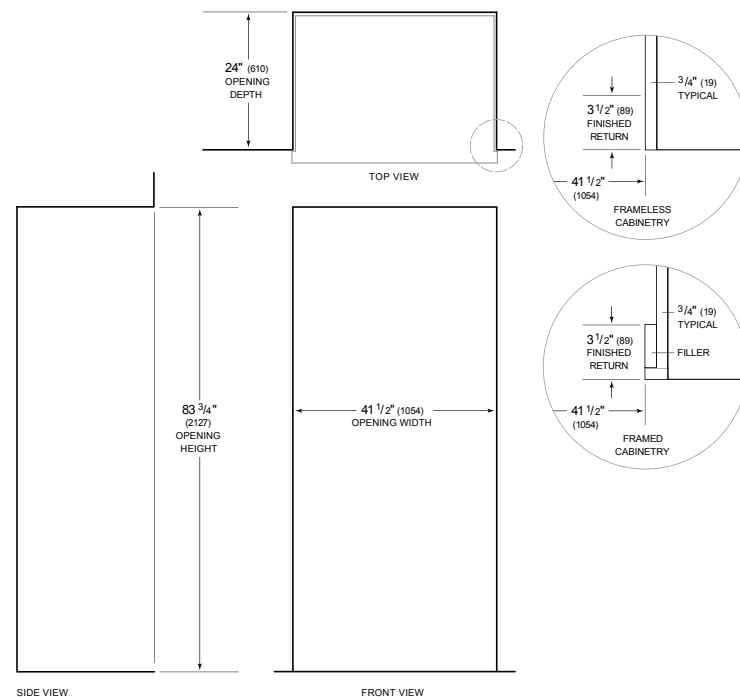 24" (610)
OPENING
DEPTH
TOP VIEW
3/4" (19)
TYPICAL
3 1/2" (89)
FINISHED
RETURN
41 1/2"
(1054)
FRAMELESS
CABINETRY
3/4" (19)
TYPICAL
3 1/2" (89)
FINISHED
RETURN
FILLER
41 1/2"
(1054)
FRAMED
CABINETRY
83 3/4"
(2127)
OPENING
HEIGHT
41 1/2" (1054)
OPENING WIDTH
SIDE VIEW
FRONT VIEW